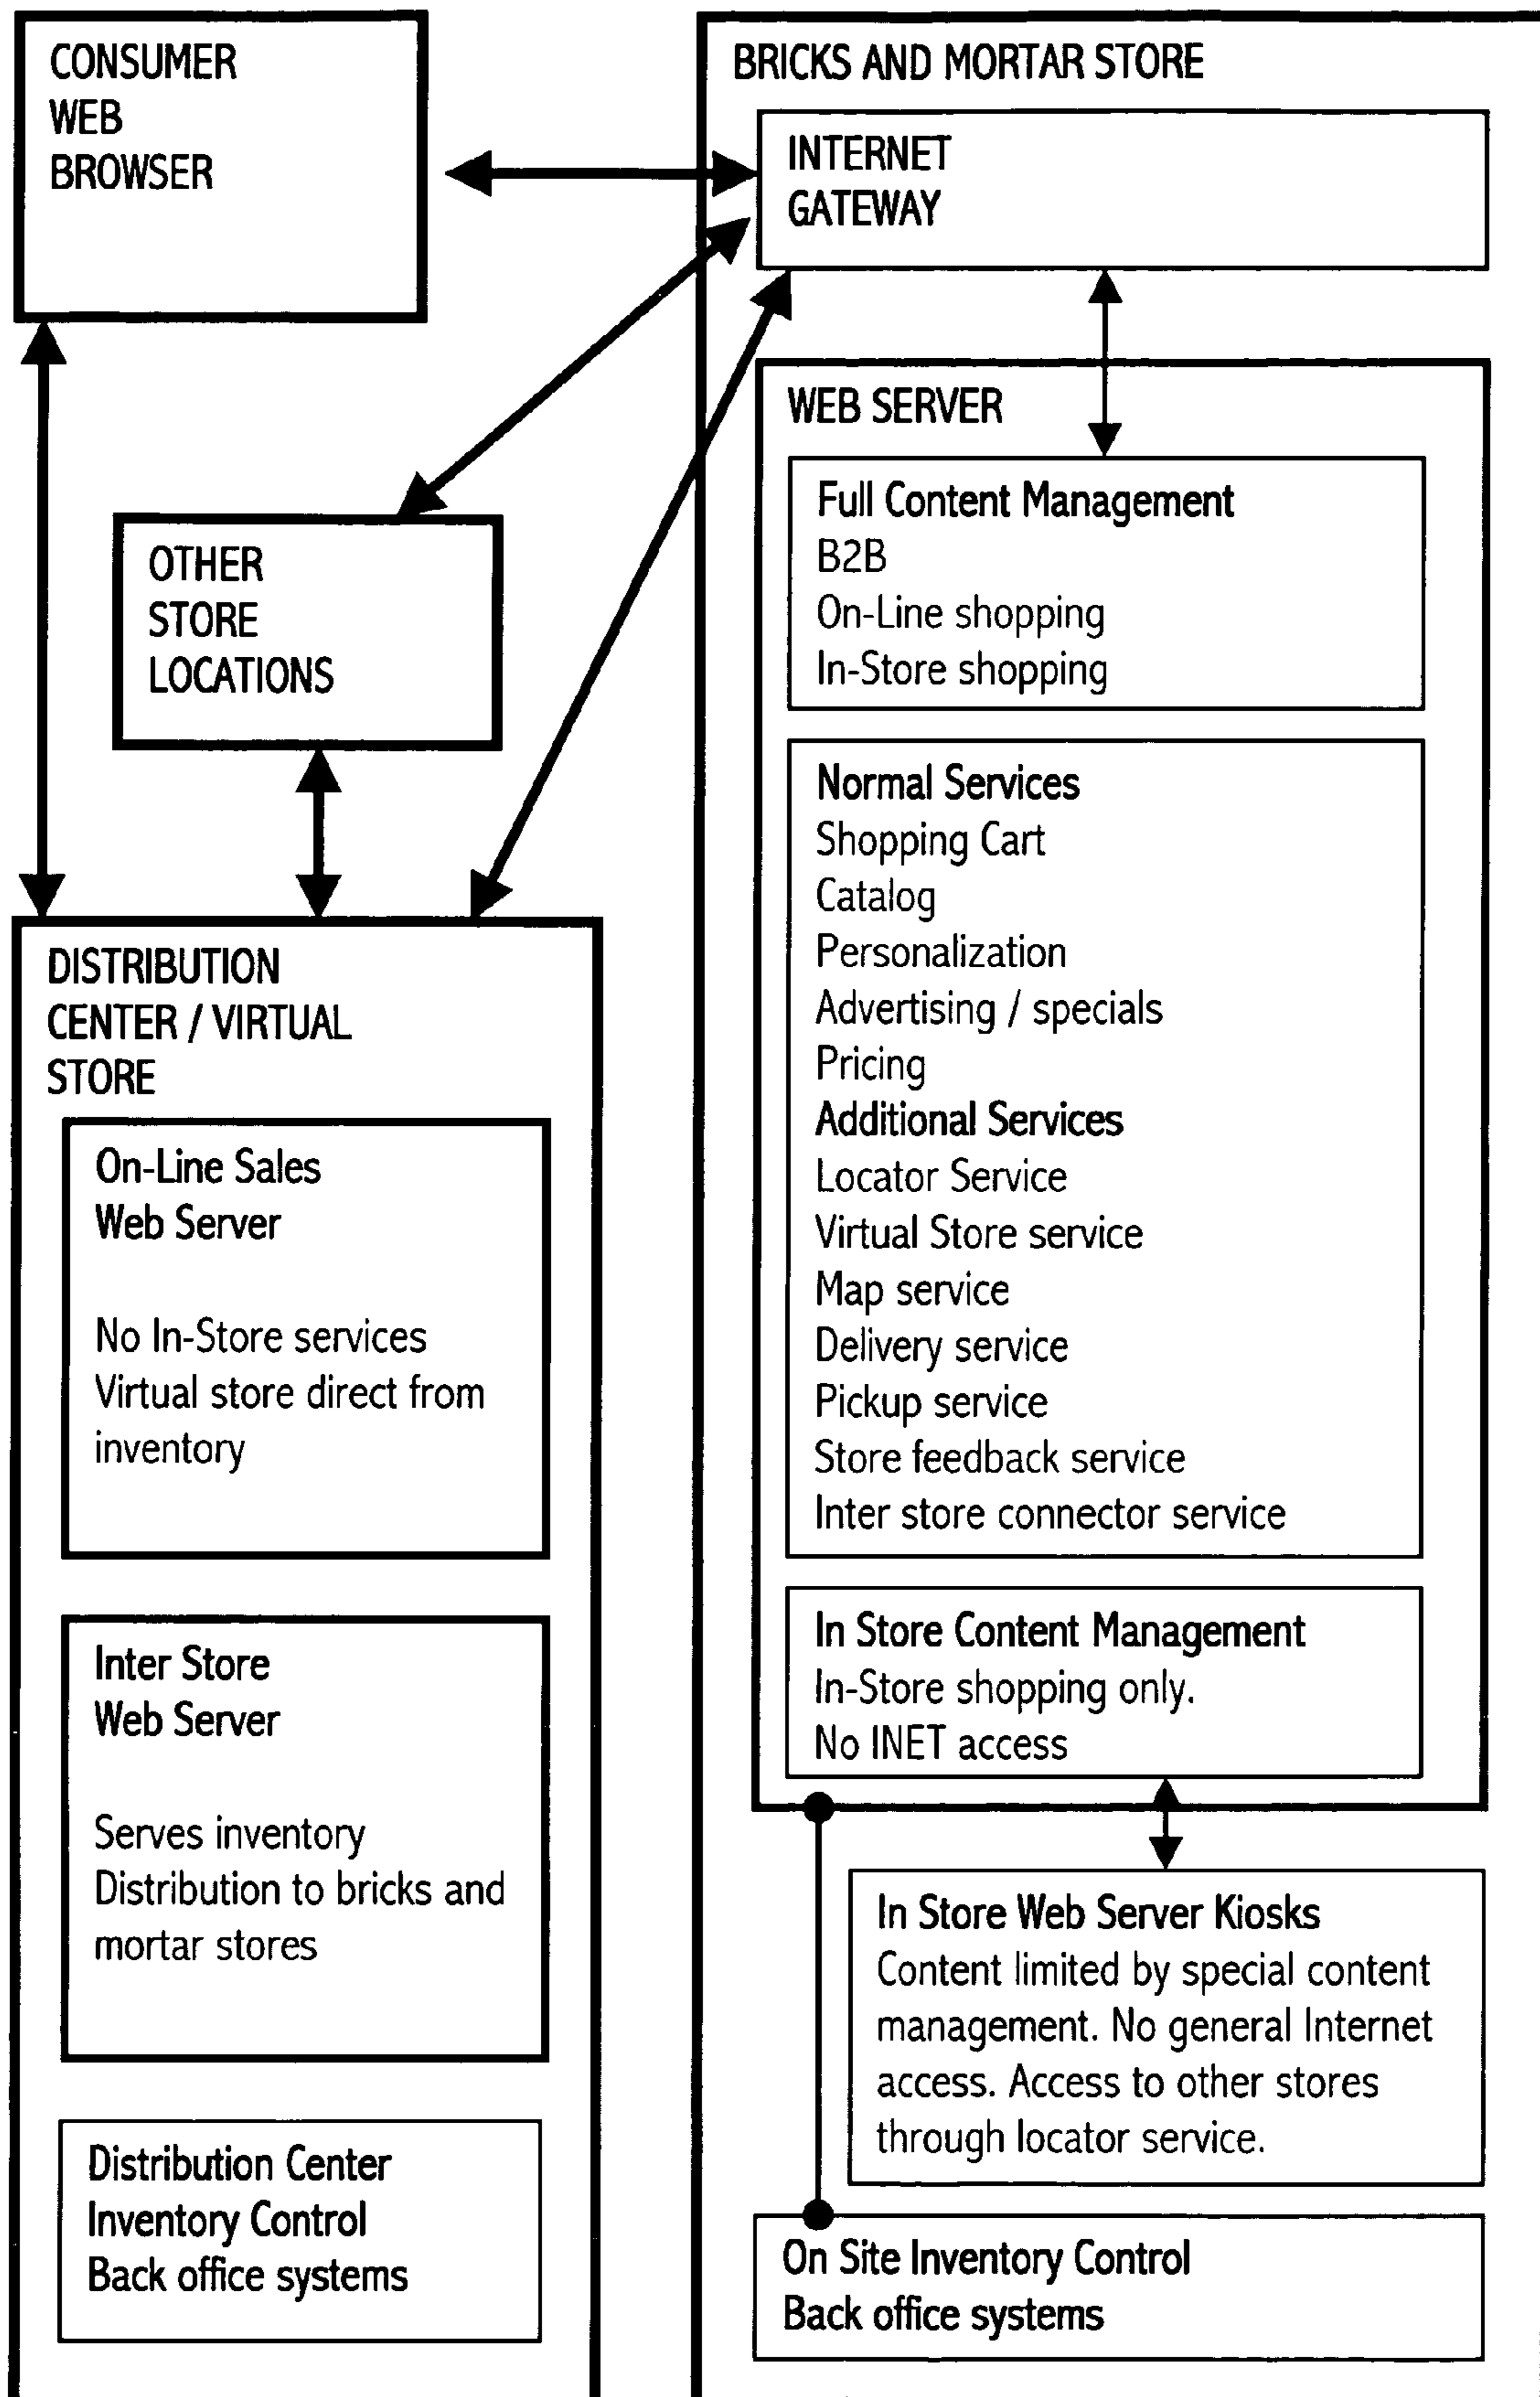 CONSUMER
WEB
BROWSER
BRICKS AND MORTAR STORE
INTERNET
GATEWAY
WEB SERVER
Full Content Management
B2B
On-Line shopping
In-Store shopping
OTHER
STORE
LOCATIONS
Normal Services
Shopping Cart
Catalog
Personalization
Advertising / specials
Pricing
Additional Services
Locator Service
Virtual Store service
Map service
Delivery service
Pickup service
Store feedback service
Inter store connector service
In Store Content Management
In-Store shopping only.
No INET access
In Store Web Server Kiosks
Content limited by special content
management. No general Internet
access. Access to other stores
through locator service.
On Site Inventory Control
Back office systems
DISTRIBUTION
CENTER / VIRTUAL
STORE
On-Line Sales
Web Server
No In-Store services
Virtual store direct from
inventory
Inter Store
Web Server
Serves inventory
Distribution to bricks and
mortar stores
Distribution Center
Inventory Control
Back office systems